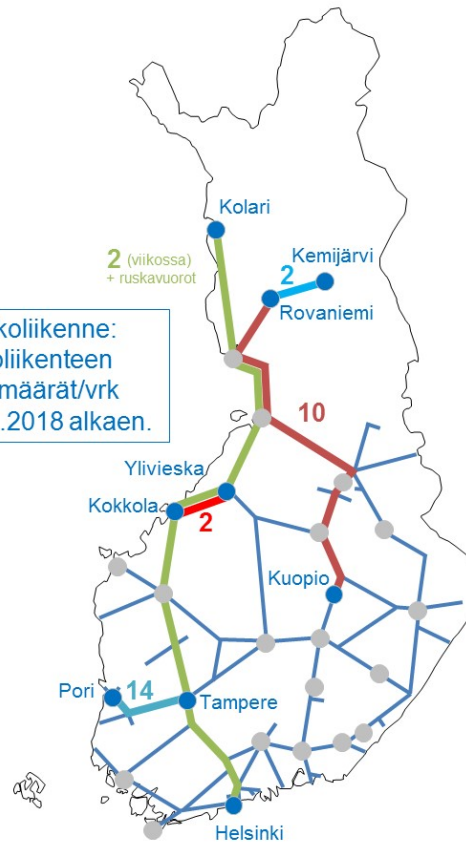 Kolari
2 (viikossa)
+ ruskavuorot
Kemijärvi
2
Rovaniemi
koliikenne:
oliikenteen
määrät/vrk
.2018 alkaen.
10
Ylivieska
Kokkola
2
Kuopio
Pori
14
Tampere
Helsinki